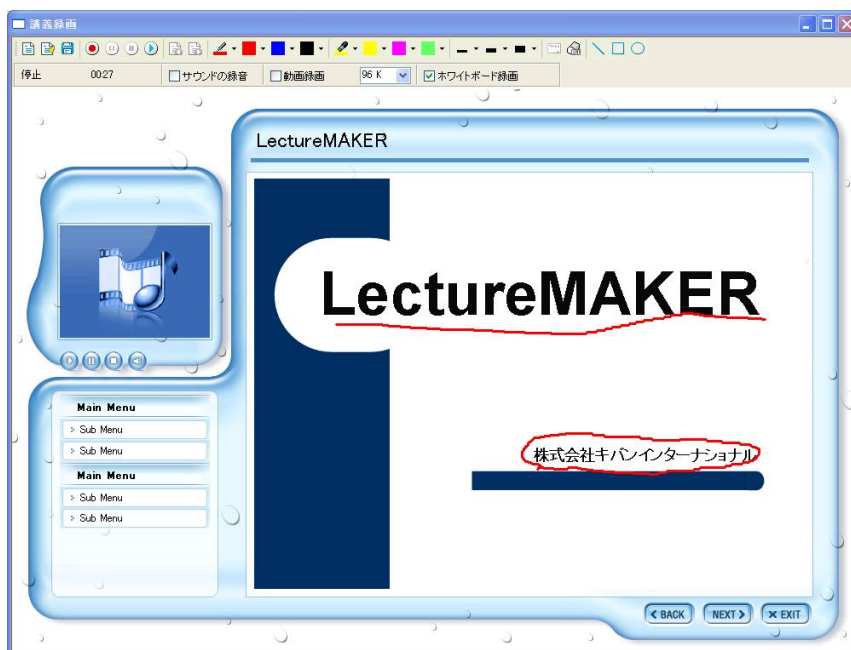 講義録画
停止 00:27 サウンドの録音 動画録画 96 K ホワイトボード録画
LectureMAKER
LectureMAKER
株式会社キバンインターナショナル
Main Menu
> Sub Menu
> Sub Menu
Main Menu
> Sub Menu
> Sub Menu
BACK NEXT EXIT